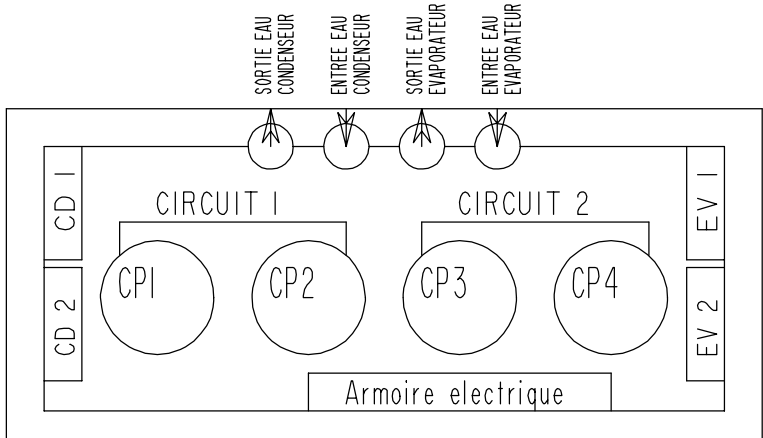 SORTIE EAU
CONDENSEUR
ENTREE EAU
CONDENSEUR
SORTIE EAU
EVAPORATEUR
ENTREE EAU
EVAPORATEUR
CD 1
CIRCUIT 1
CIRCUIT 2
EV 1
CP1
CP2
CP3
CP4
CD 2
EV 2
Armoire electrique